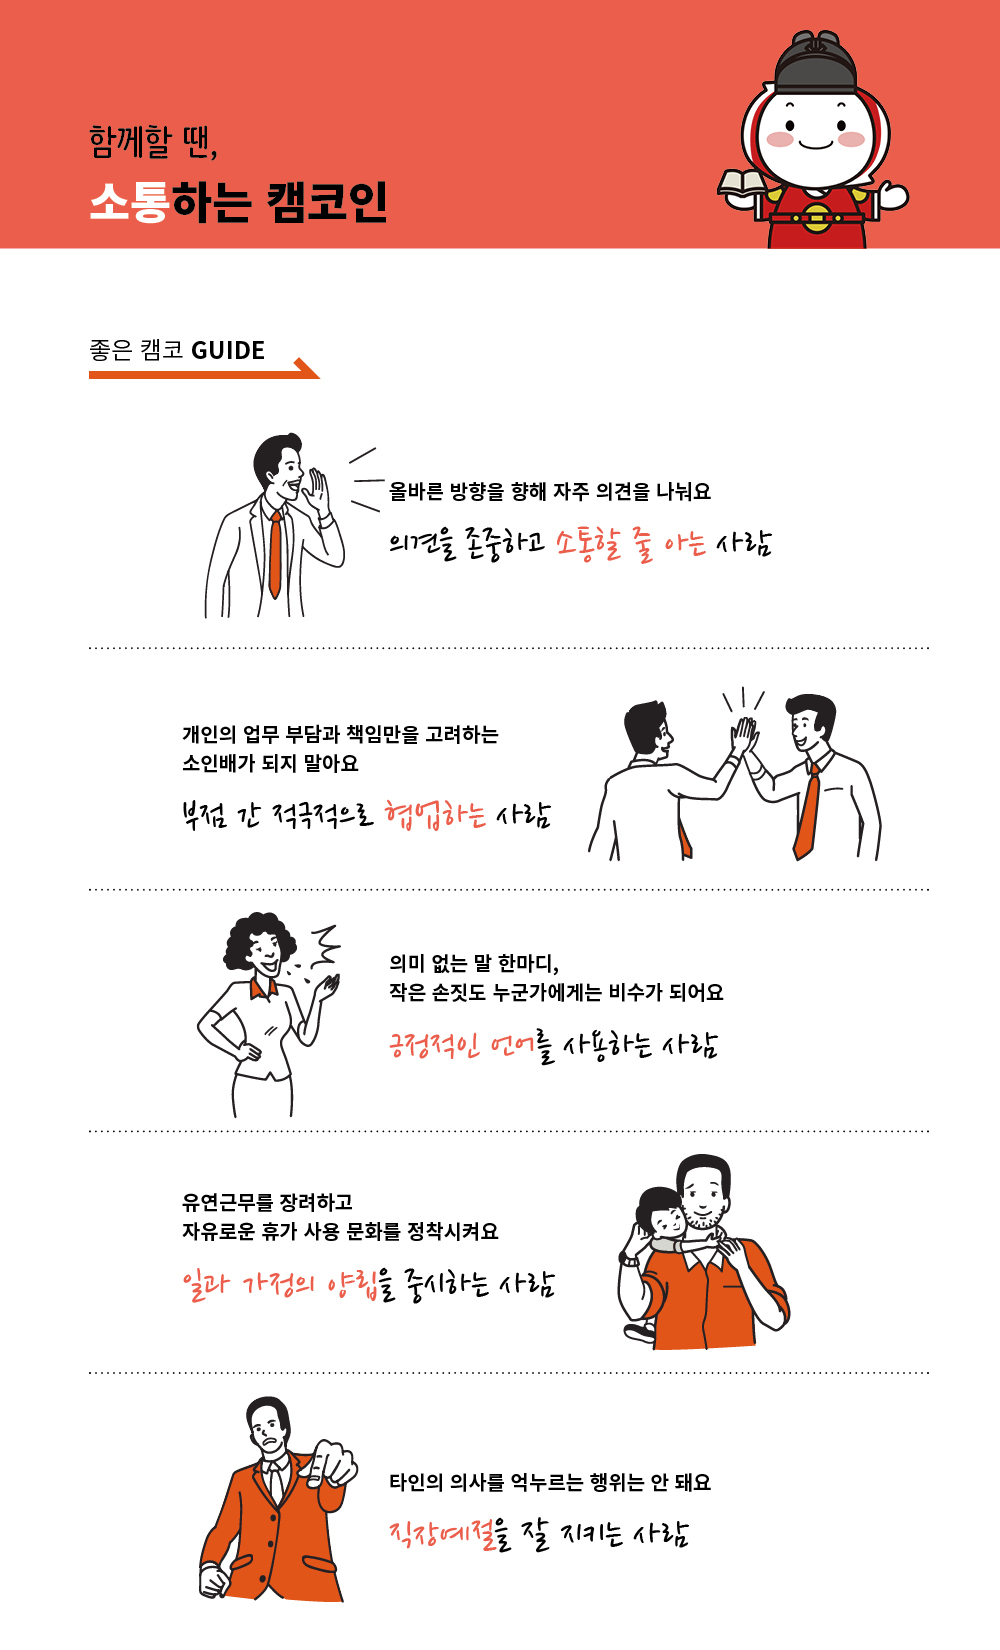 함께할 땐,
소통하는 캠코인
좋은 캠코 GUIDE
올바른 방향을 향해 자주 의견을 나눠요
의견을 존중하고 소통할 줄 아는 사람
개인의 업무 부담과 책임만을 고려하는
소인배가 되지 말아요
부점 간 적극적으로 협업하는 사람
의미 없는 말 한마디,
작은 손짓도 누군가에게는 비수가 되어요
긍정적인 언어를 사용하는 사람
유연근무를 장려하고
자유로운 휴가 사용 문화를 정착시켜요
일과 가정의 양립을 중시하는 사람
타인의 의사를 억누르는 행위는 안 돼요
직장예절을 잘 지키는 사람